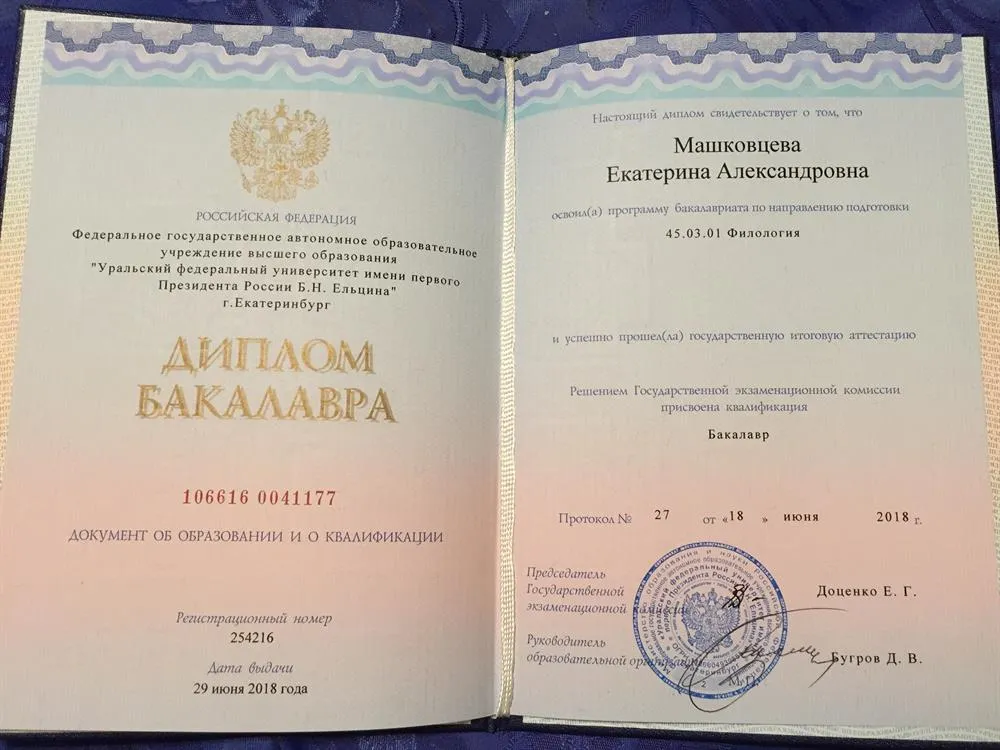 РОССИЙСКАЯ ФЕДЕРАЦИЯ
Федеральное государственное автономное образовательное
учреждение высшего образования
"Уральский федеральный университет имени первого
Президента России Б.Н. Ельцина"
г.Екатеринбург
ДИПЛОМ
БАКАЛАВРА
106616 0041177
ДОКУМЕНТ ОБ ОБРАЗОВАНИИ И О КВАЛИФИКАЦИИ
Регистрационный номер
254216
Дата выдачи
29 июня 2018 года
Настоящий диплом свидетельствует о том, что
Машковцева
Екатерина Александровна
освоил(а) программу бакалавриата по направлению подготовки
45.03.01 Филология
и успешно прошел(ла) государственную итоговую аттестацию
Решением Государственной экзаменационной комиссии
присвоена квалификация
Бакалавр
Протокол № 27 от «18 » июня 2018 г.
Председатель
Государственной
экзаменационной комиссии
Доценко Е. Г.
Руководитель
образовательной организации
Бугров Д. В.
М.П.